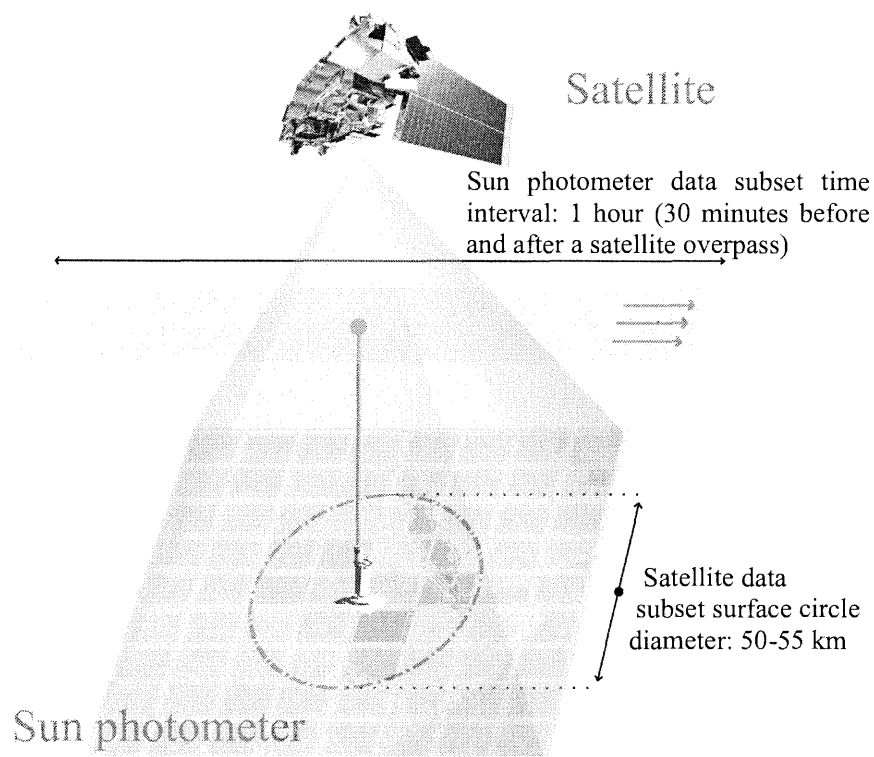 Satellite
Sun photometer data subset time
interval: 1 hour (30 minutes before
and after a satellite overpass)
Satellite data
subset surface circle
diameter: 50-55 km
Sun photometer